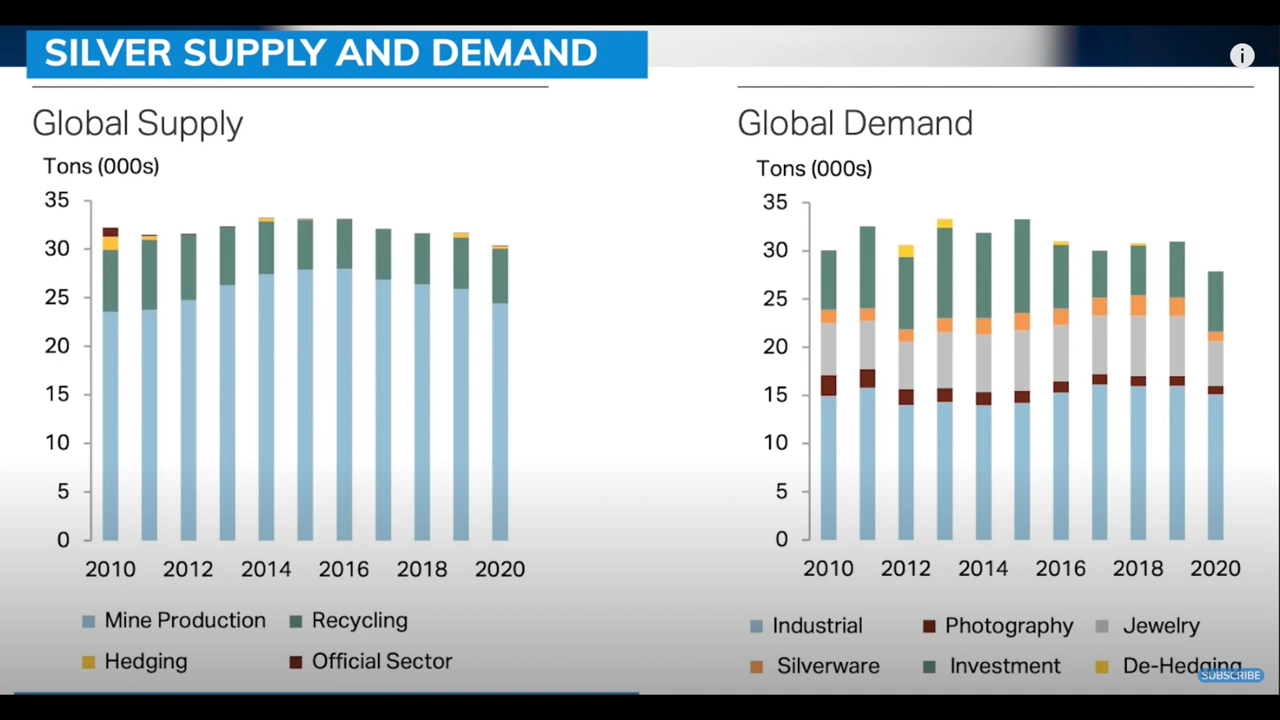 SILVER SUPPLY AND DEMAND
Global Supply
Tons (000s)
35
30
25
20
15
10
5
0
2010 2012 2014 2016 2018 2020
Mine Production Recycling
Hedging Official Sector
Global Demand
Tons (000s)
35
30
25
20
15
10
5
0
2010 2012 2014 2016 2018 2020
Industrial Photography Jewelry
Silverware Investment De-Hedging
SUBSCRIBE
i